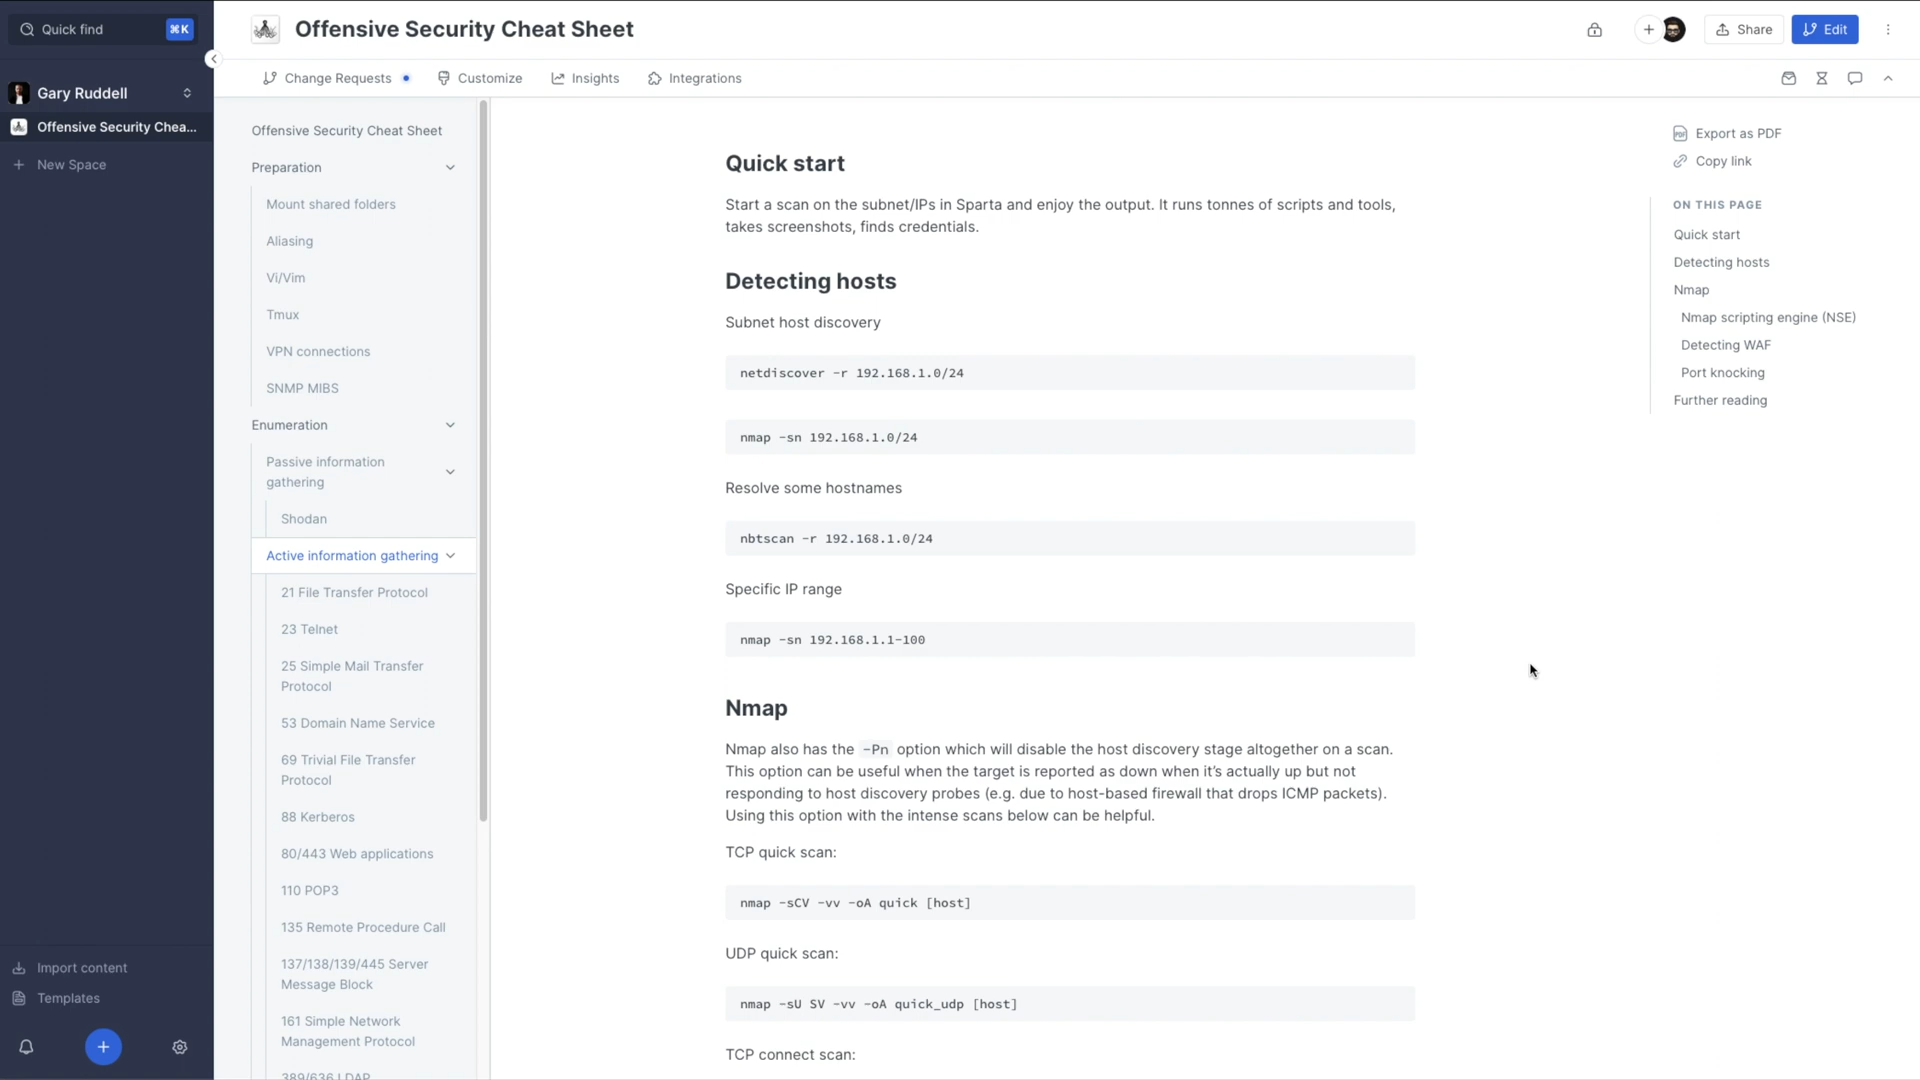 Quick find
⌘K
Gary Ruddell
Offensive Security Chea...
New Space
Import content
Templates
Offensive Security Cheat Sheet
Share
Edit
Change Requests
Customize
Insights
Integrations
Offensive Security Cheat Sheet
Preparation
Mount shared folders
Aliasing
Vi/Vim
Tmux
VPN connections
SNMP MIBS
Enumeration
Passive information
gathering
Shodan
Active information gathering
21 File Transfer Protocol
23 Telnet
25 Simple Mail Transfer
Protocol
53 Domain Name Service
69 Trivial File Transfer
Protocol
88 Kerberos
80/443 Web applications
110 POP3
135 Remote Procedure Call
137/138/139/445 Server
Message Block
161 Simple Network
Management Protocol
389/636 LDAP
Quick start
Start a scan on the subnet/IPs in Sparta and enjoy the output. It runs tonnes of scripts and tools,
takes screenshots, finds credentials.
Detecting hosts
Subnet host discovery
netdiscover -r 192.168.1.0/24
nmap -sn 192.168.1.0/24
Resolve some hostnames
nbtscan -r 192.168.1.0/24
Specific IP range
nmap -sn 192.168.1.1-100
Nmap
Nmap also has the -Pn option which will disable the host discovery stage altogether on a scan.
This option can be useful when the target is reported as down when it's actually up but not
responding to host discovery probes (e.g. due to host-based firewall that drops ICMP packets).
Using this option with the intense scans below can be helpful.
TCP quick scan:
nmap -sCV -vv -oA quick [host]
UDP quick scan:
nmap -sU SV -vv -oA quick_udp [host]
TCP connect scan:
Export as PDF
Copy link
ON THIS PAGE
Quick start
Detecting hosts
Nmap
Nmap scripting engine (NSE)
Detecting WAF
Port knocking
Further reading